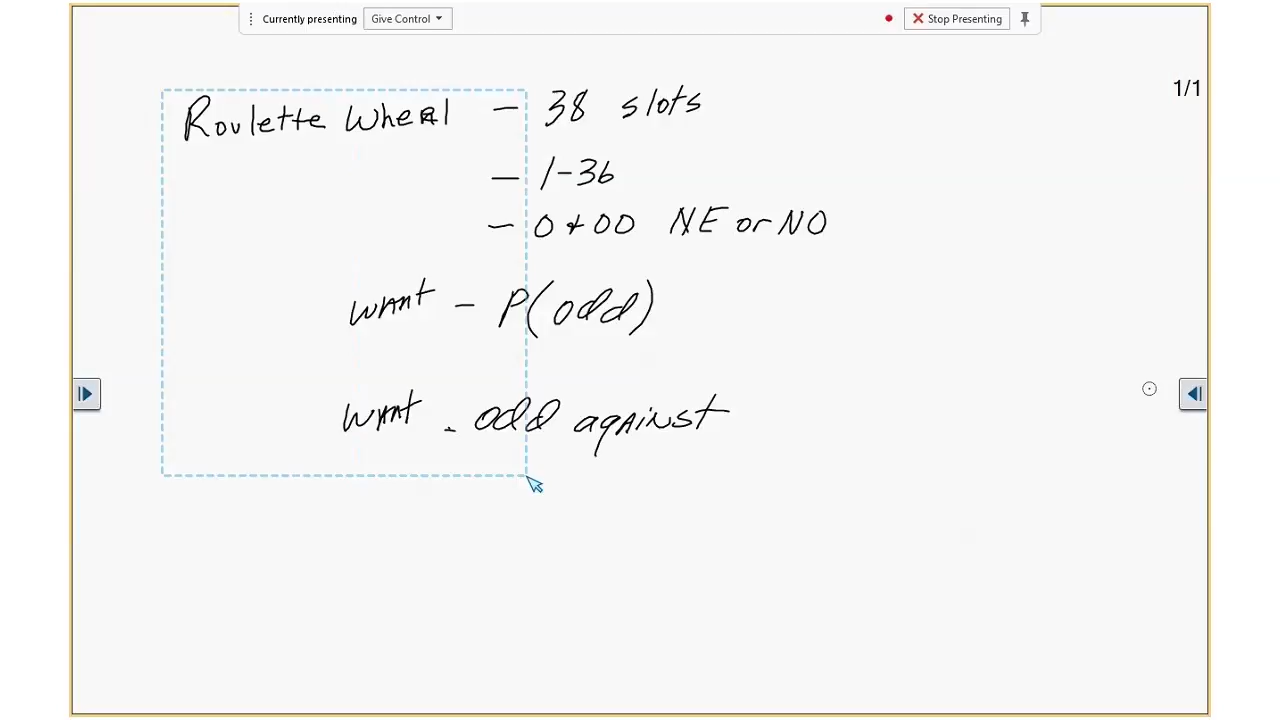 Currently presenting Give Control Stop Presenting
1/1
Roulette Wheel - 38 slots
- 1-36
- 0 + 00 NE or NO
want - P(odd)
want - odd against